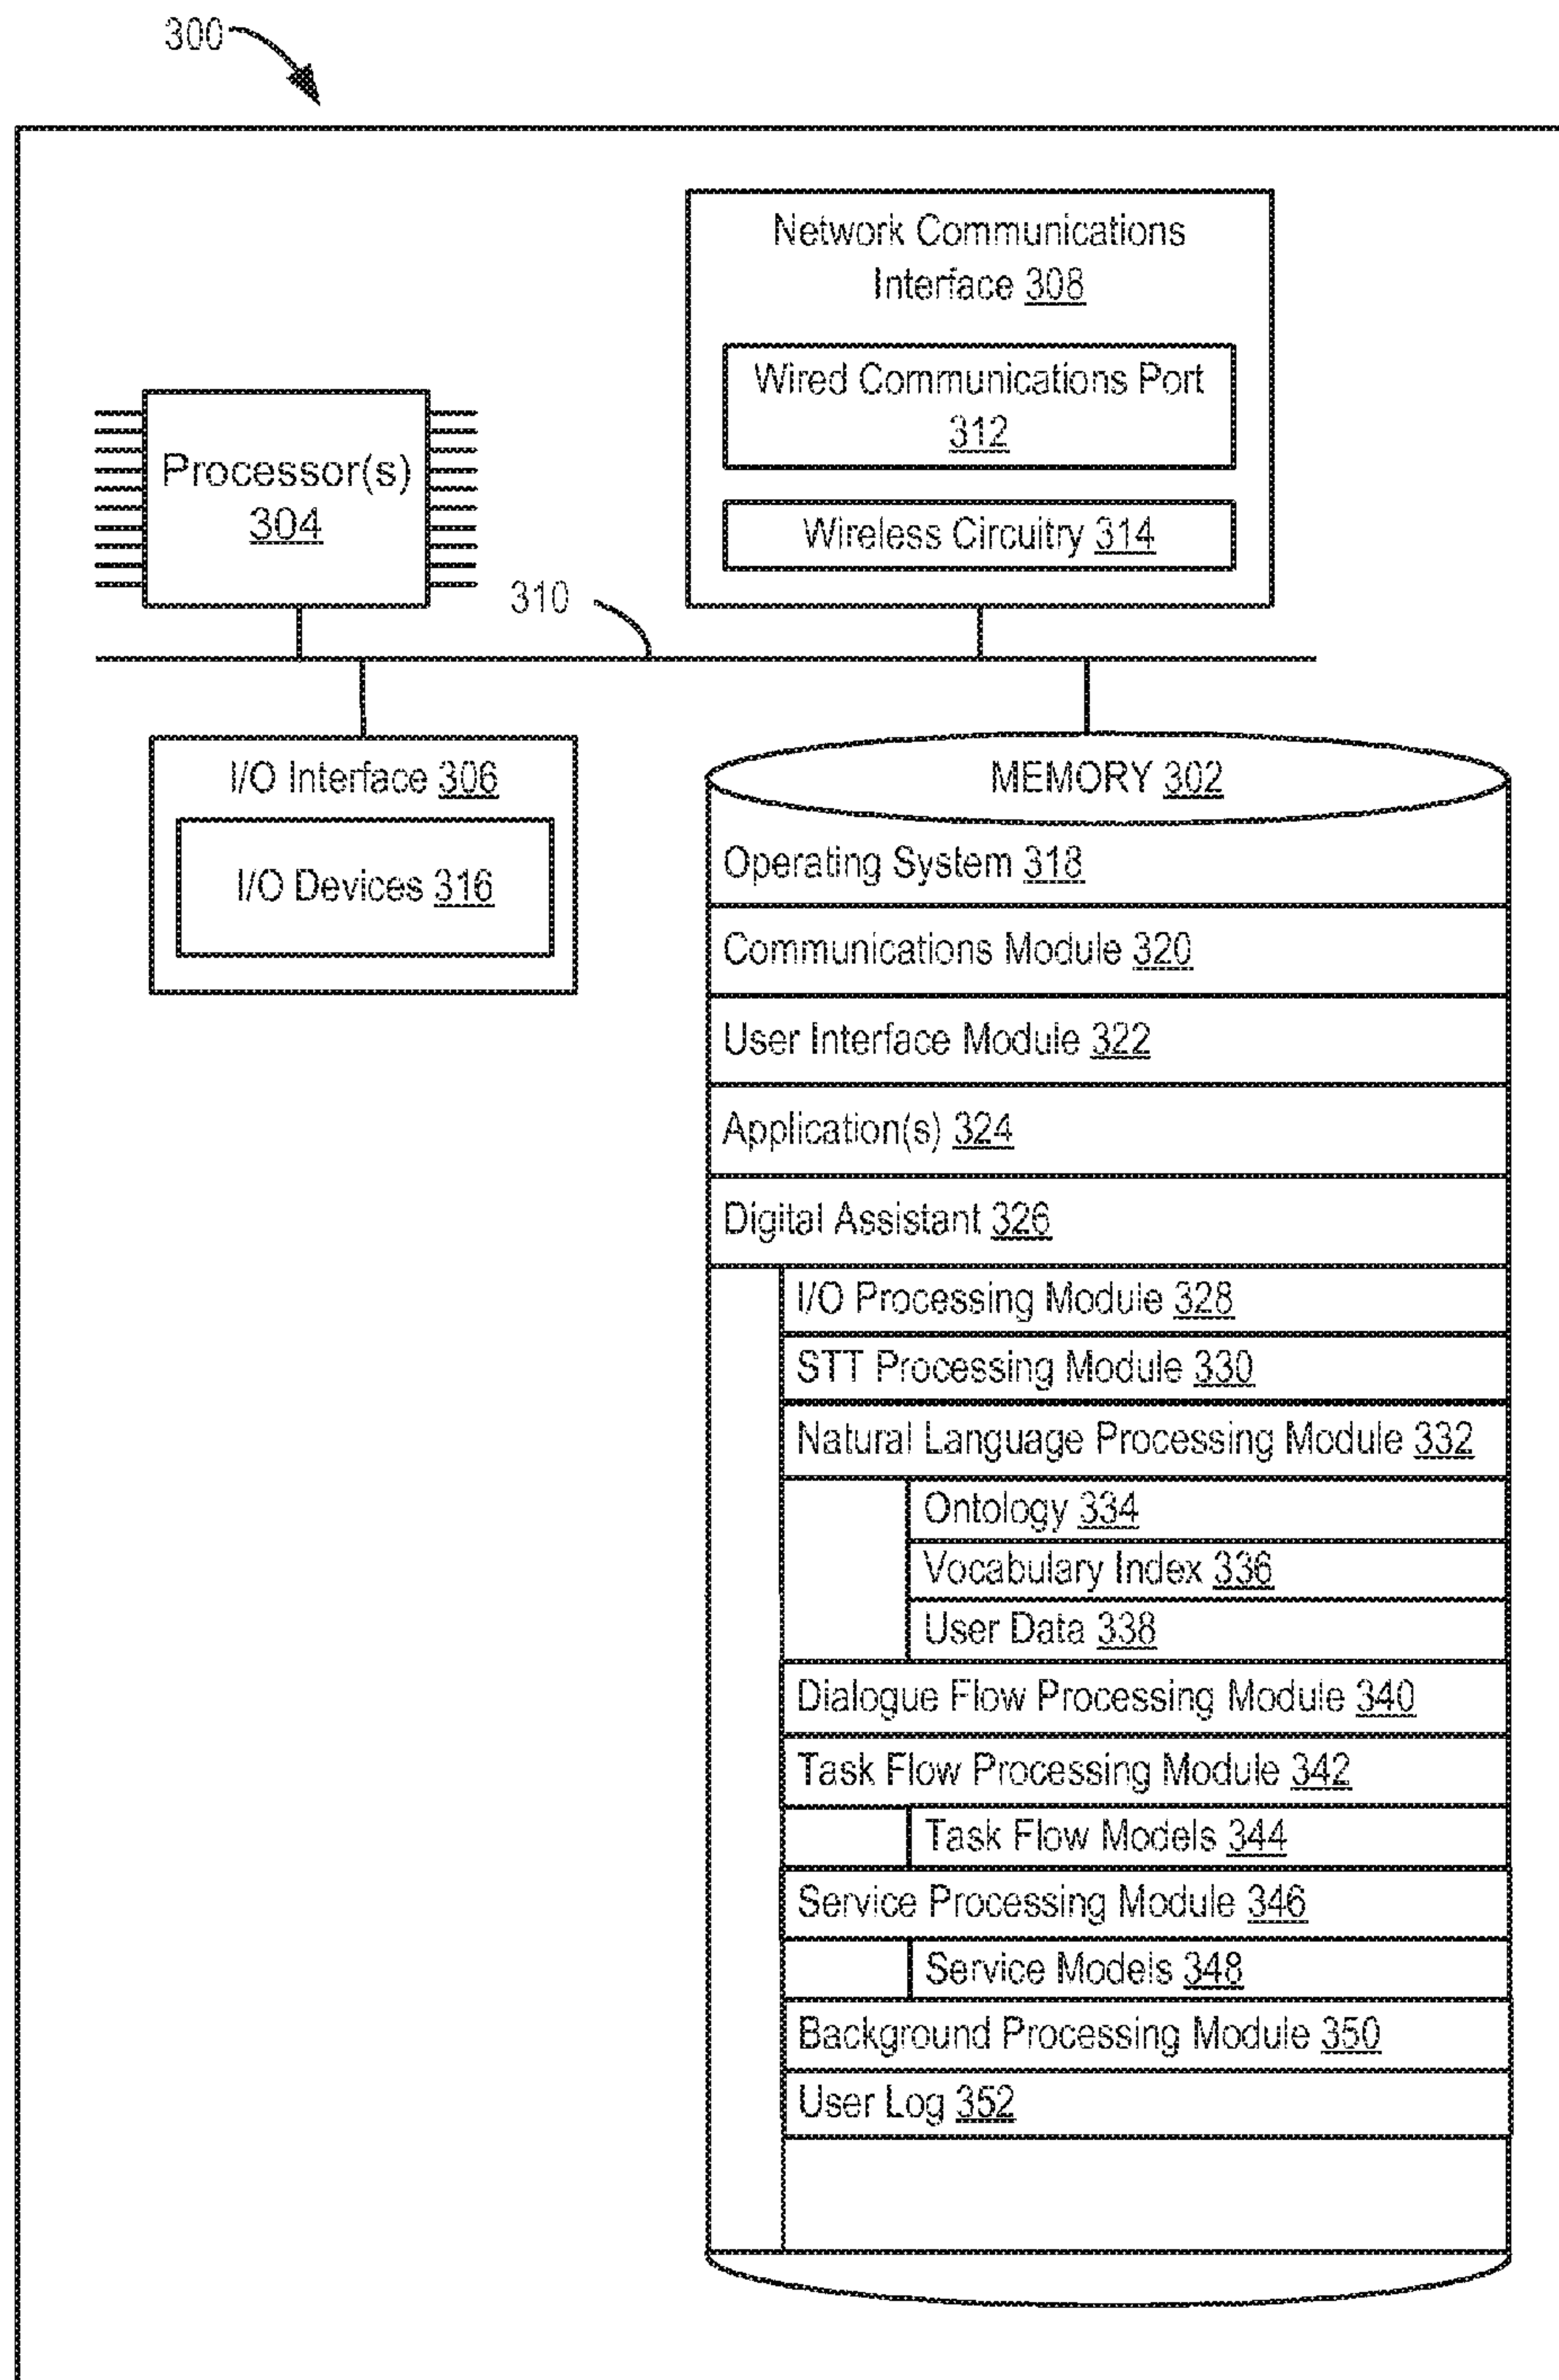 300
Network Communications
Interface 308
Wired Communications Port
312
Wireless Circuitry 314
Processor(s)
304
310
I/O Interface 306
I/O Devices 316
MEMORY 302
Operating System 318
Communications Module 320
User Interface Module 322
Application(s) 324
Digital Assistant 326
I/O Processing Module 328
STT Processing Module 330
Natural Language Processing Module 332
Ontology 334
Vocabulary Index 336
User Data 338
Dialogue Flow Processing Module 340
Task Flow Processing Module 342
Task Flow Models 344
Service Processing Module 346
Service Models 348
Background Processing Module 350
User Log 352